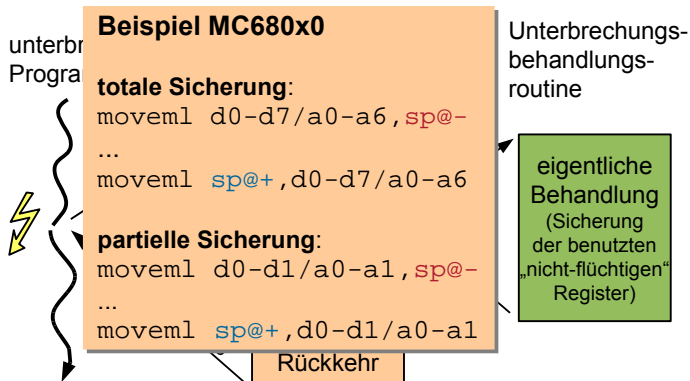 Beispiel MC680x0
totale Sicherung:
moveml d0-d7/a0-a6,sp@-
...
moveml sp@+,d0-d7/a0-a6
partielle Sicherung:
moveml d0-d1/a0-a1,sp@-
...
moveml sp@+,d0-d1/a0-a1
Rückkehr
Unterbrechungs-
behandlungs-
routine
eigentliche
Behandlung
(Sicherung
der benutzten
„nicht-flüchtigen“
Register)